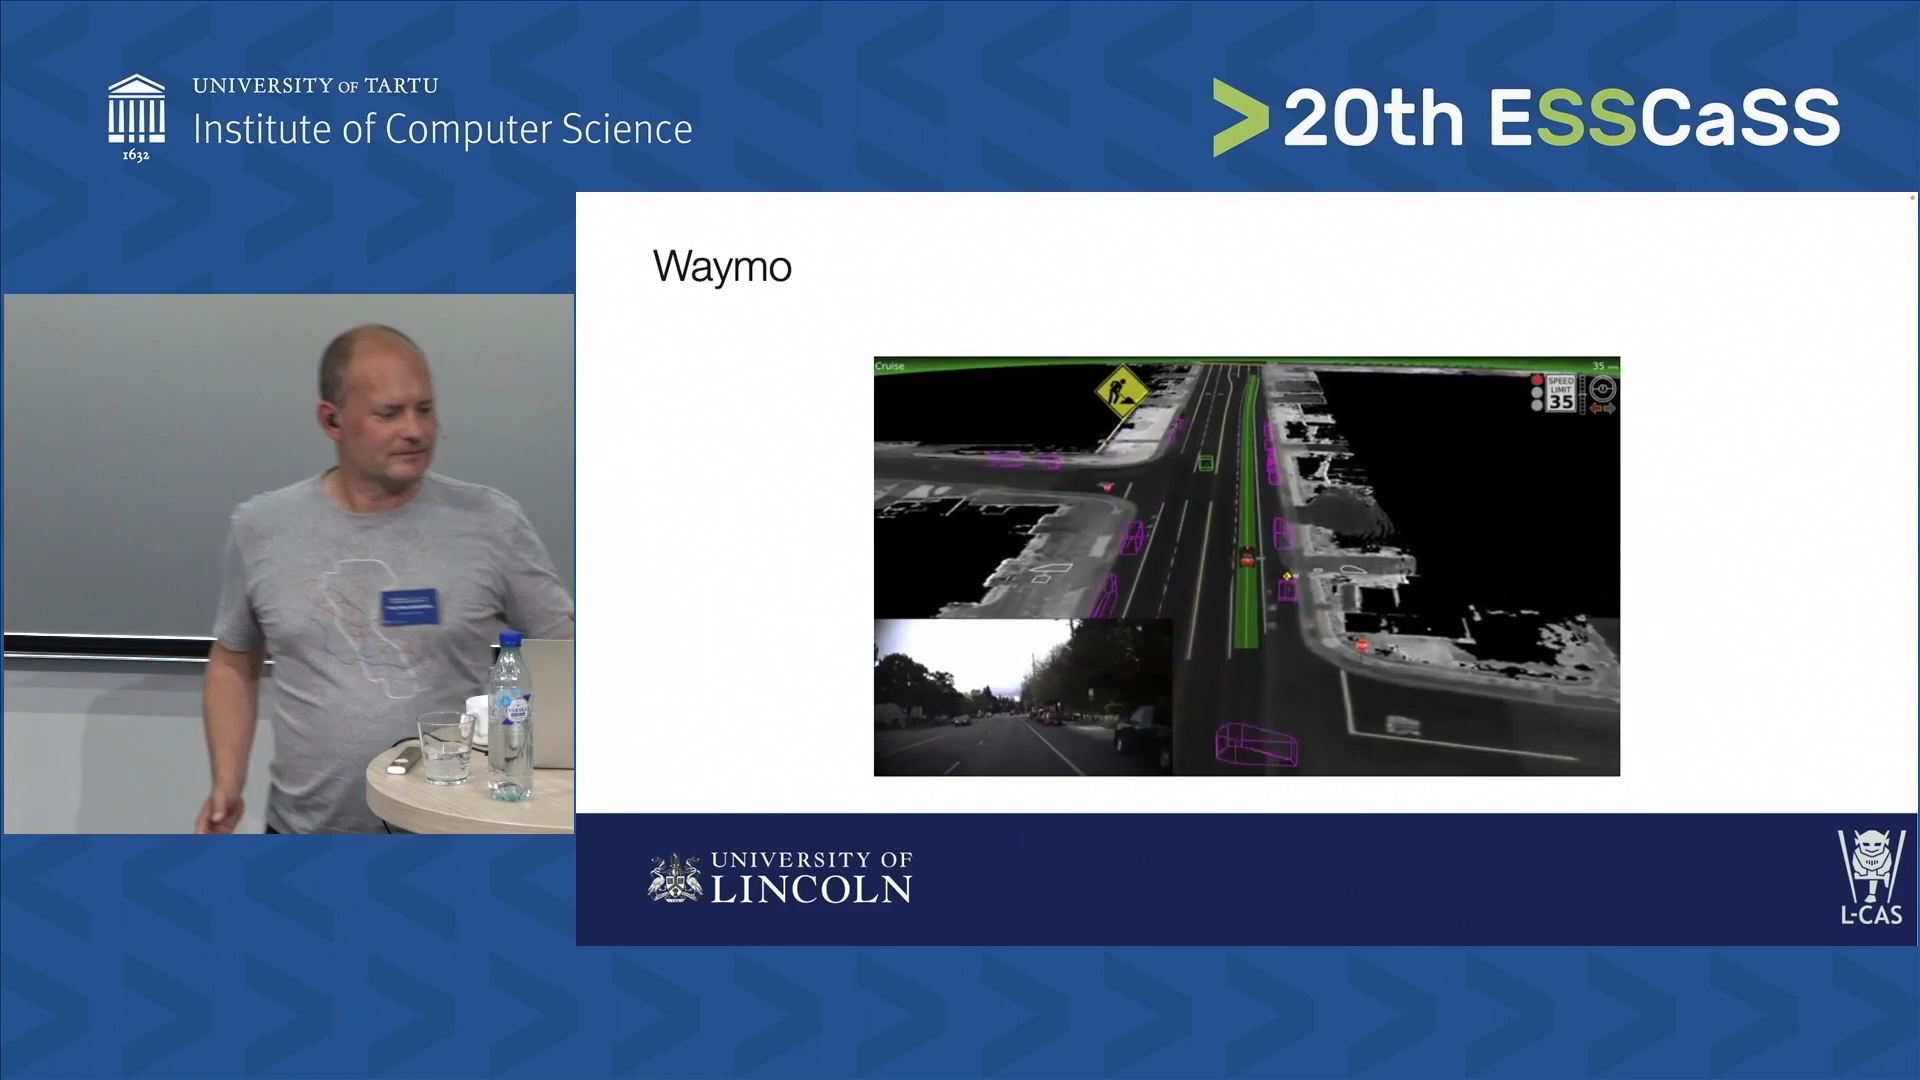 UNIVERSITY OF TARTU
Institute of Computer Science
1632
>20th ESSCaSS
Waymo
Cruise
35
SPEED
LIMIT
35
UNIVERSITY OF
LINCOLN
L-CAS